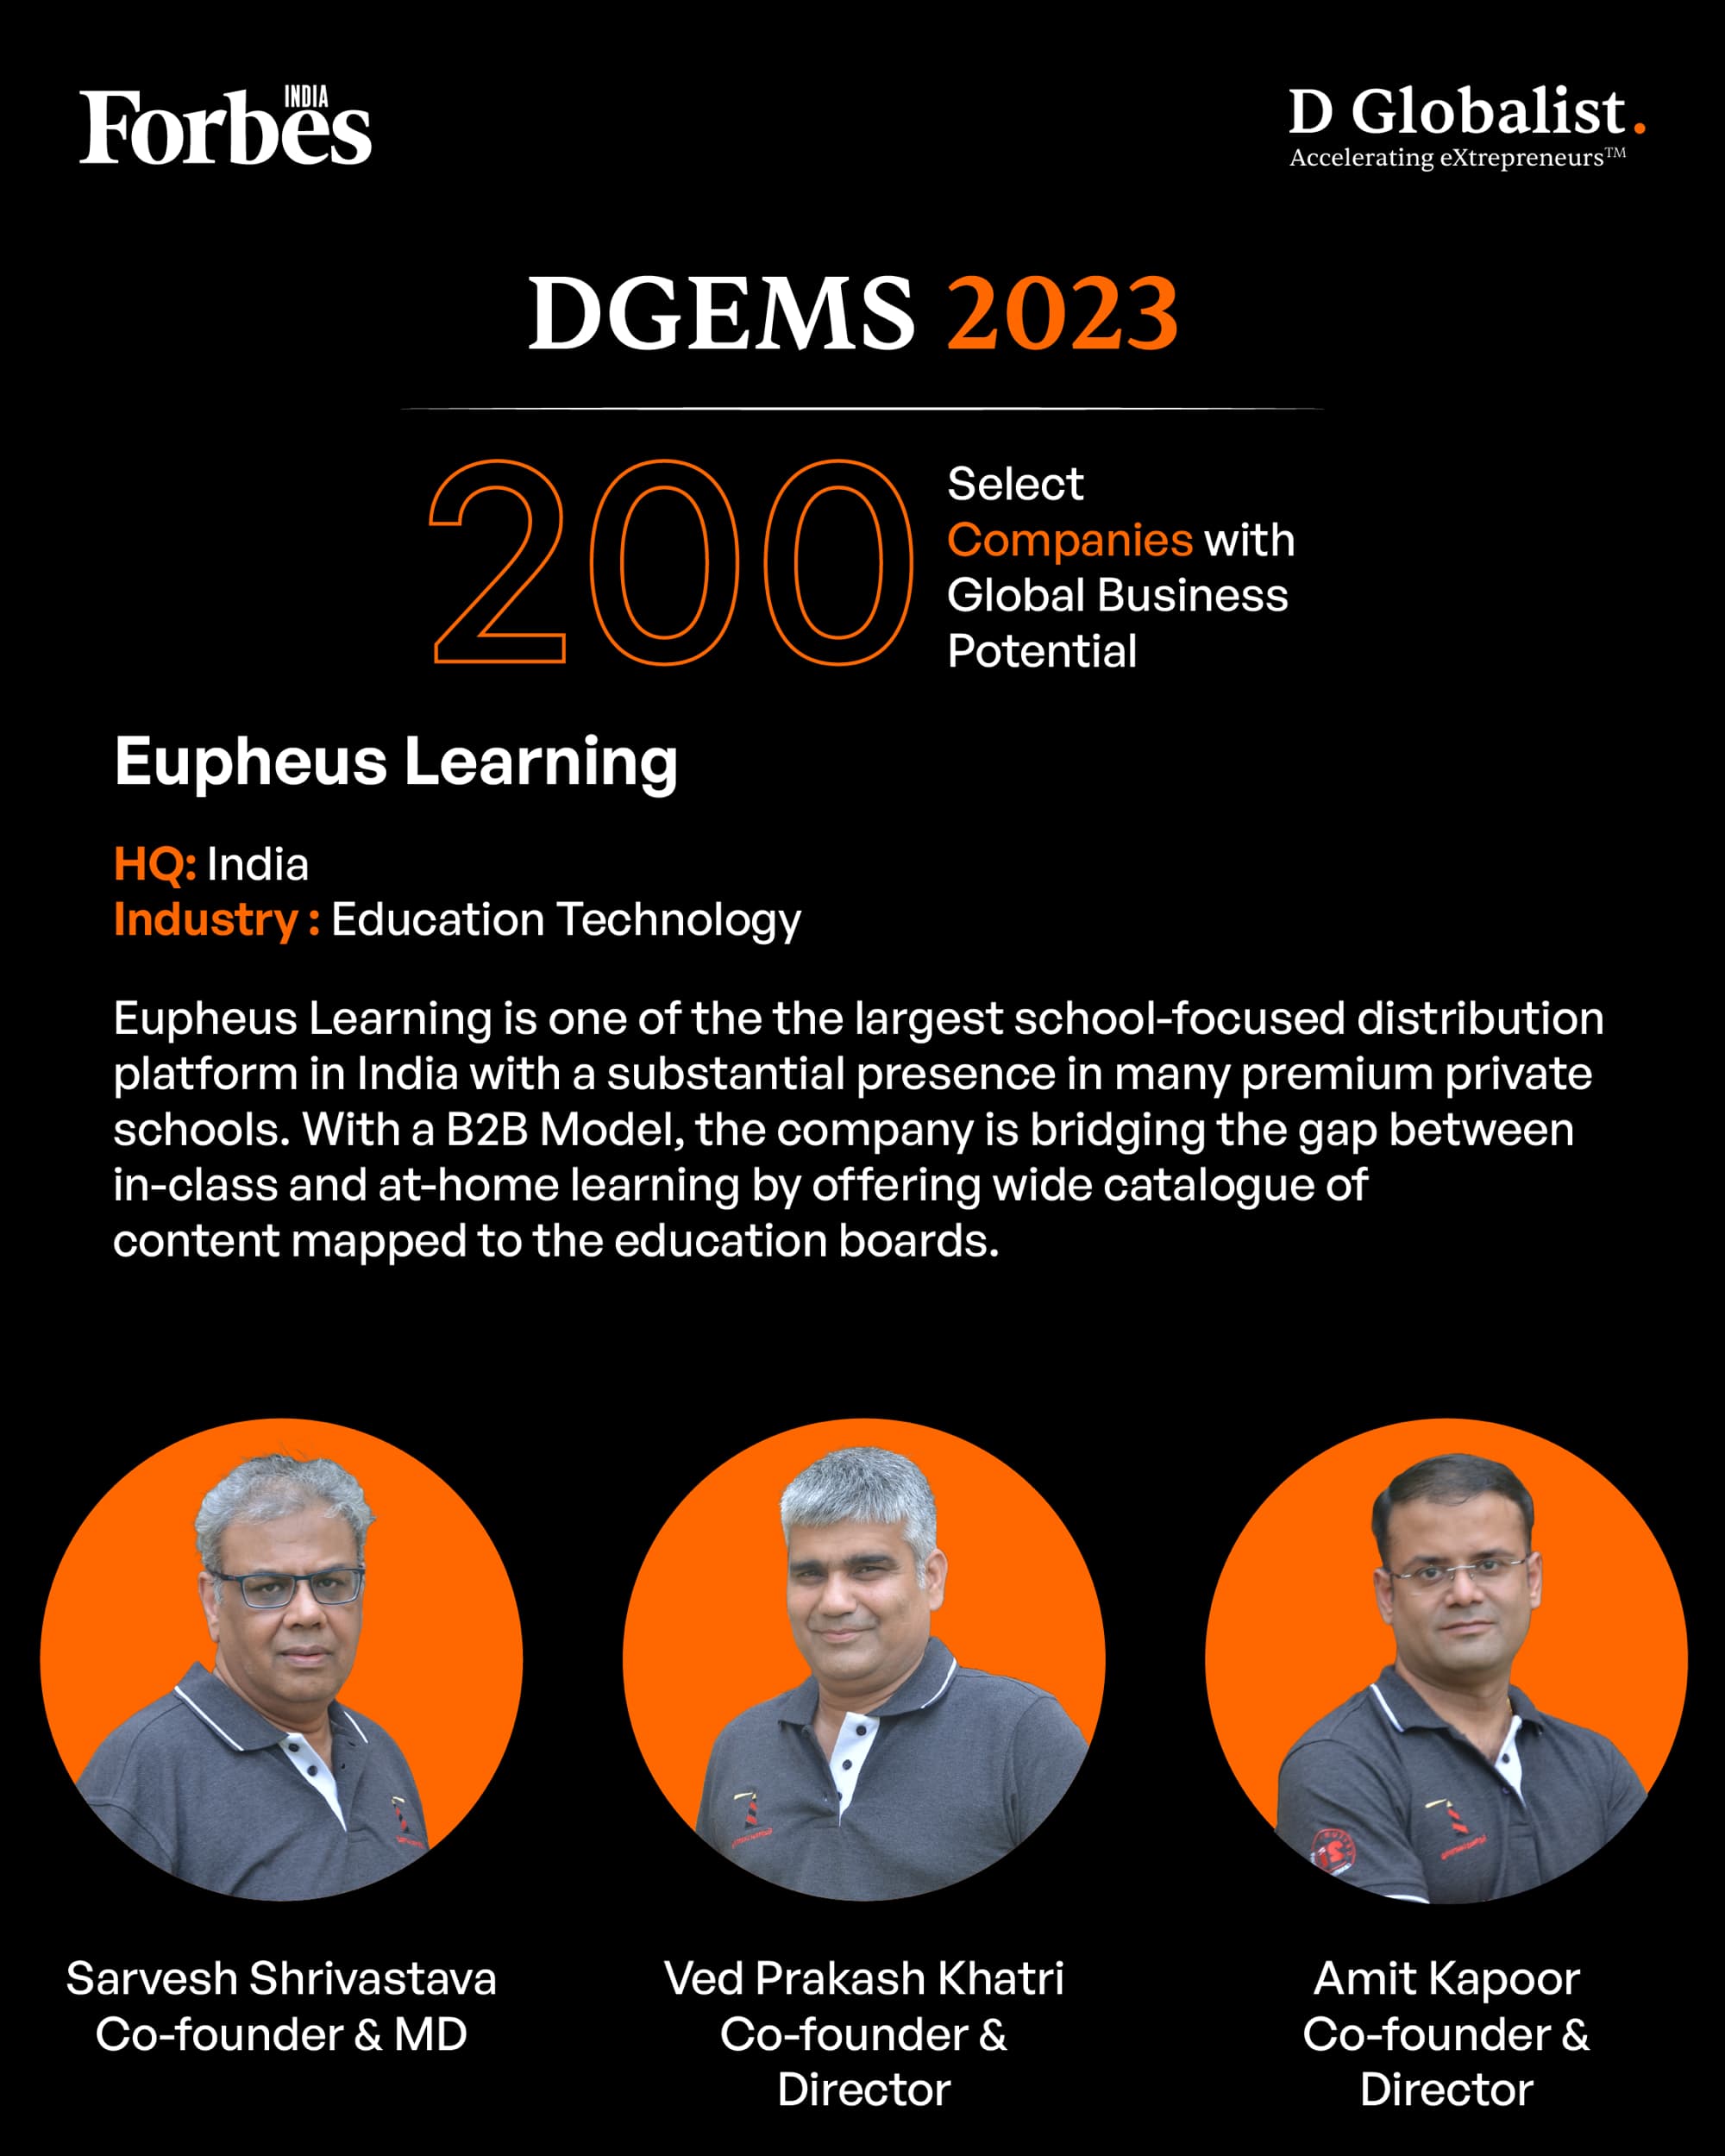 Forbes INDIA
D Globalist.
Accelerating eXtrepreneurs™
DGEMS 2023
200
Select
Companies with
Global Business
Potential
Eupheus Learning
HQ: India
Industry : Education Technology
Eupheus Learning is one of the the largest school-focused distribution
platform in India with a substantial presence in many premium private
schools. With a B2B Model, the company is bridging the gap between
in-class and at-home learning by offering wide catalogue of
content mapped to the education boards.
Sarvesh Shrivastava
Co-founder & MD
Ved Prakash Khatri
Co-founder &
Director
Amit Kapoor
Co-founder &
Director